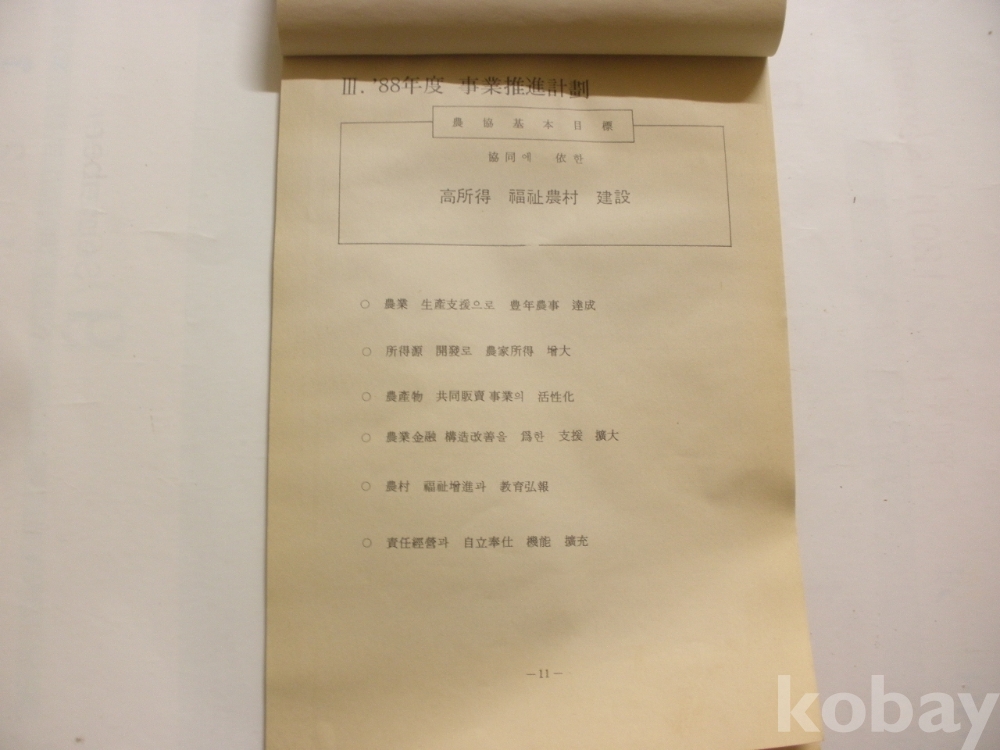 Ⅲ. '88年度 事業推進計劃
農協基本目標
協同에 依한
高所得 福祉農村 建設
○ 農業 生產支援으로 豊年農事 達成
○ 所得源 開發로 農家所得 增大
○ 農產物 共同販賣事業의 活性化
○ 農業金融 構造改善을 爲한 支援 擴大
○ 農村 福祉增進과 敎育弘報
○ 責任經營과 自立奉仕 機能 擴充
-11-
kobay